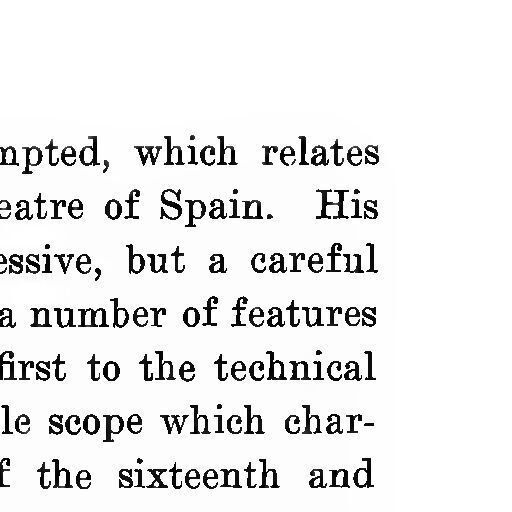 mpted, which relates
eatre of Spain. His
essive, but a careful
a number of features
first to the technical
le scope which char-
f the sixteenth and